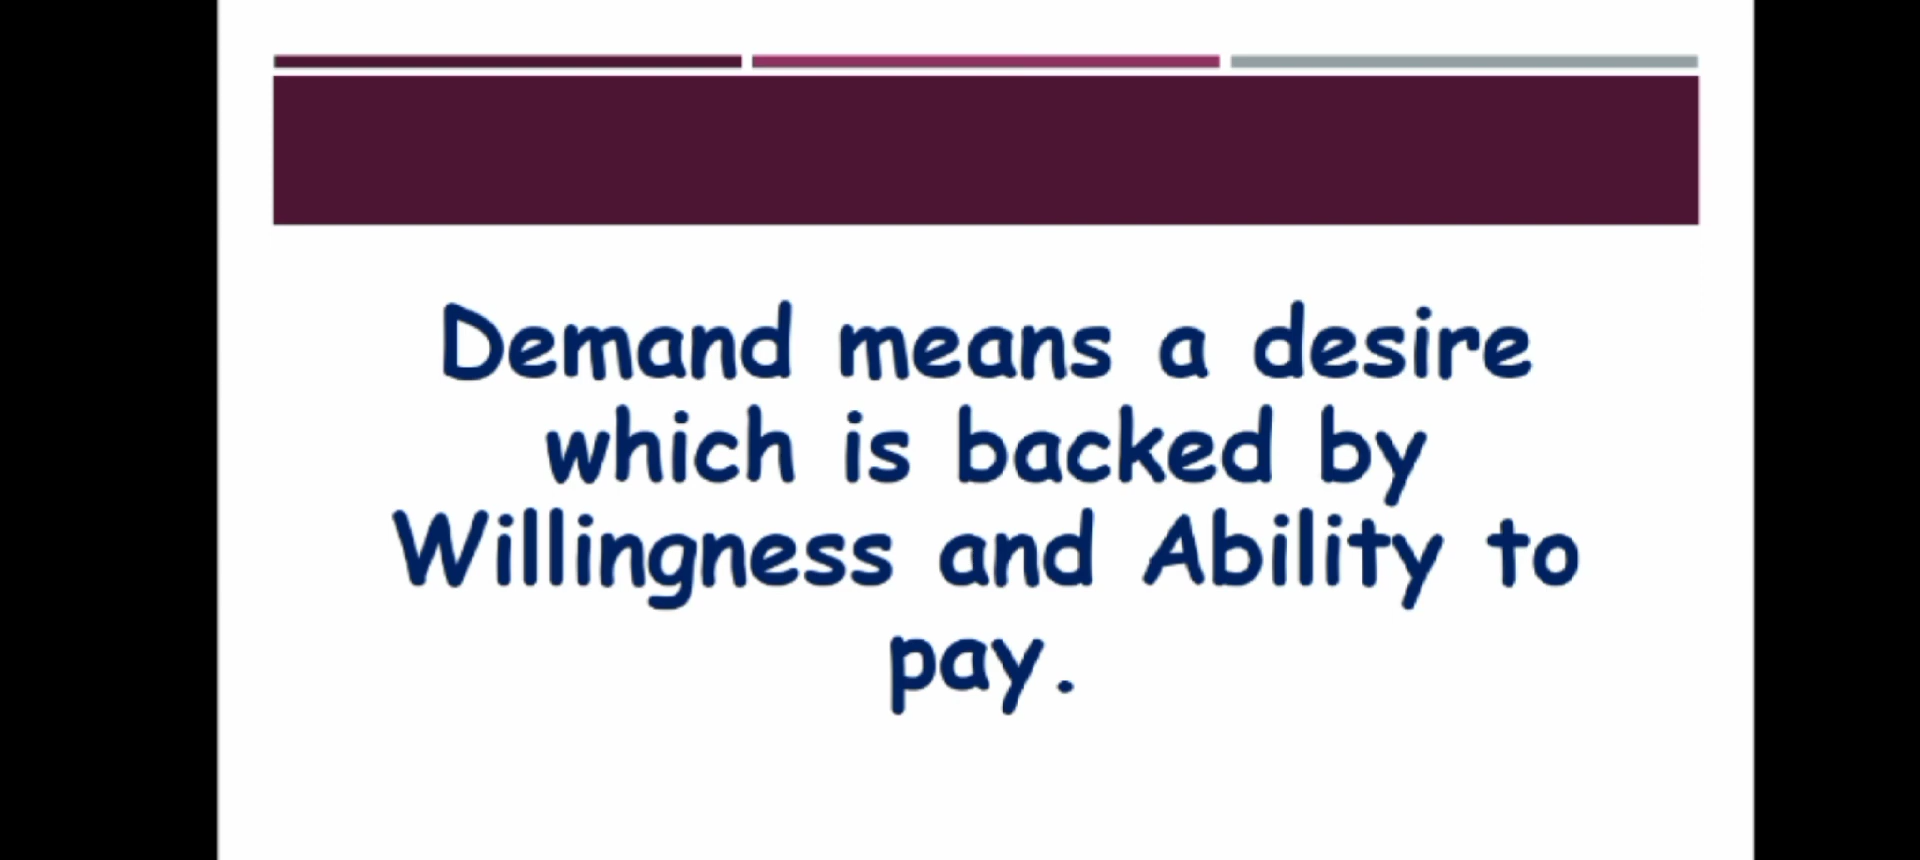 Demand means a desire
which is backed by
Willingness and Ability to
pay.